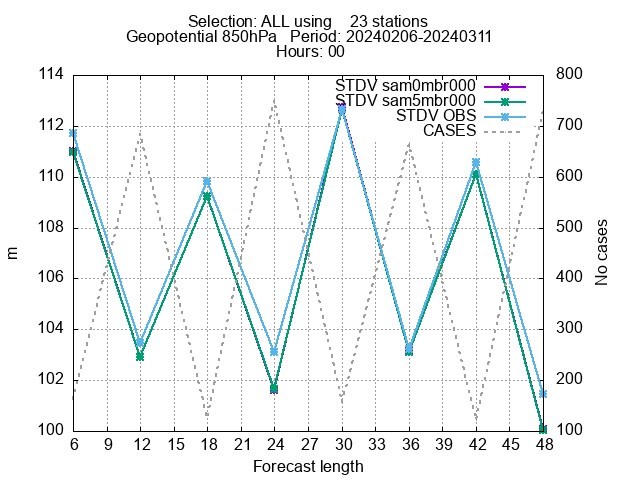 Selection: ALL using    23 stations
Geopotential 850hPa   Period: 20240206-20240311
Hours: 00
114
112
110
108
106
104
102
100
m
800
700
600
500
400
300
200
100
No cases
STDV sam0mbr000
STDV sam5mbr000
STDV OBS
CASES
6 9 12 15 18 21 24 27 30 33 36 39 42 45 48
Forecast length